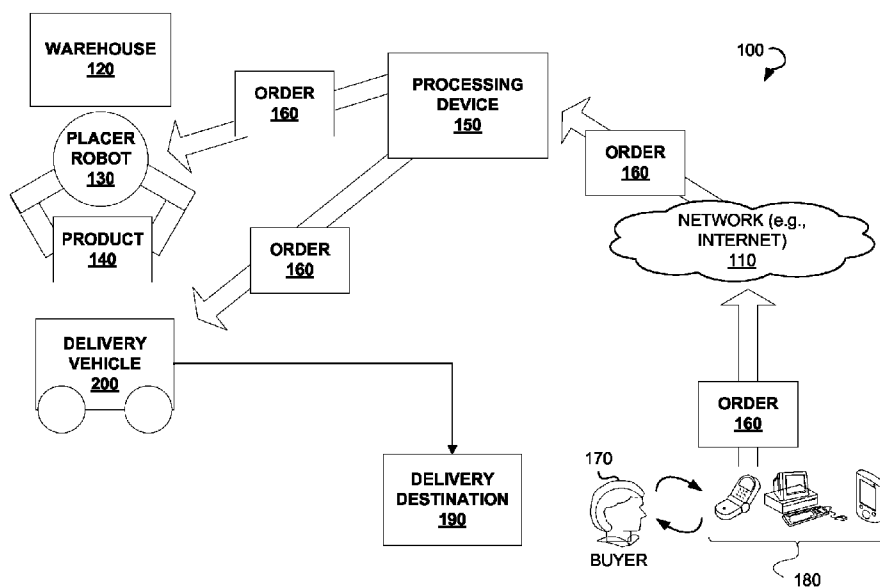 WAREHOUSE
120
PLACER
ROBOT
130
PRODUCT
140
ORDER
160
PROCESSING
DEVICE
150
100
ORDER
160
NETWORK (e.g.,
INTERNET)
110
ORDER
160
DELIVERY
VEHICLE
200
ORDER
160
170
BUYER
180
DELIVERY
DESTINATION
190